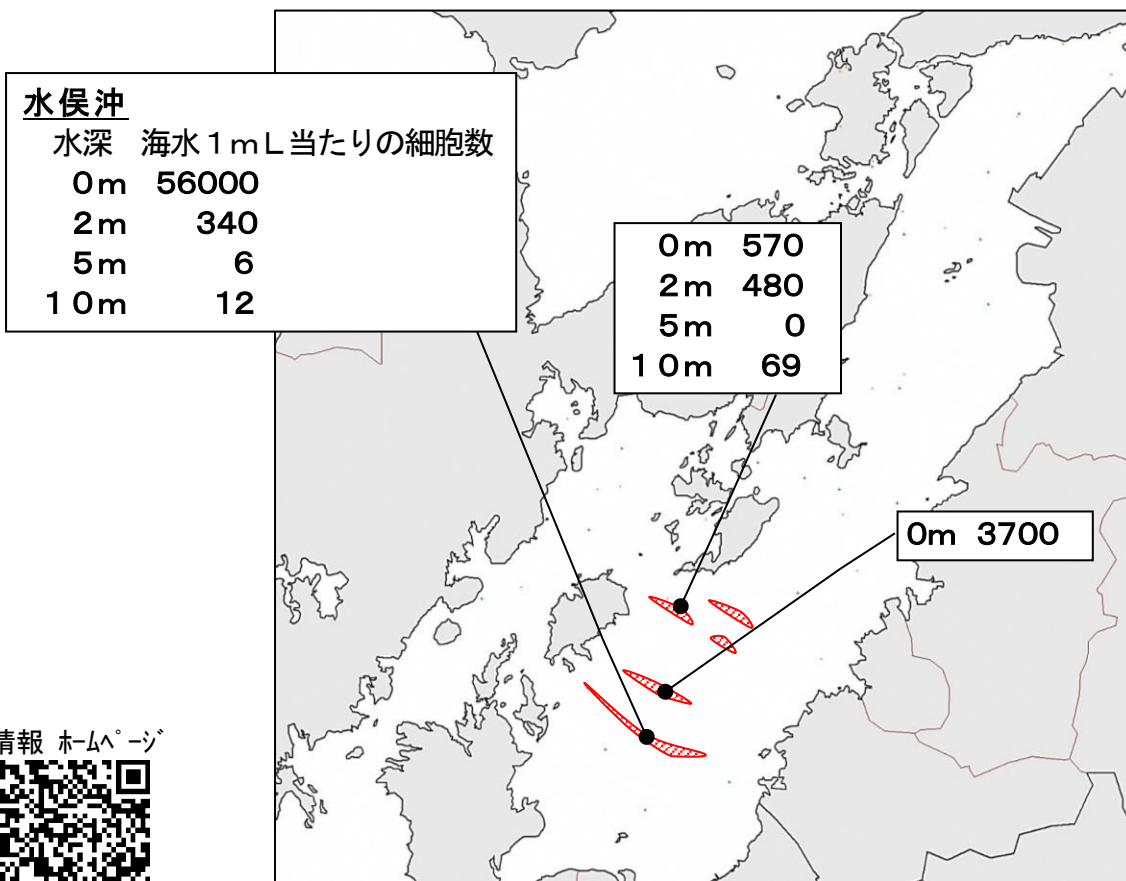 水俣沖
水深 海水1mL当たりの細胞数
0m 56000
2m 340
5m 6
10m 12
0m 570
2m 480
5m 0
10m 69
0m 3700
情報 ﾎｰﾑﾍﾟｰｼﾞ